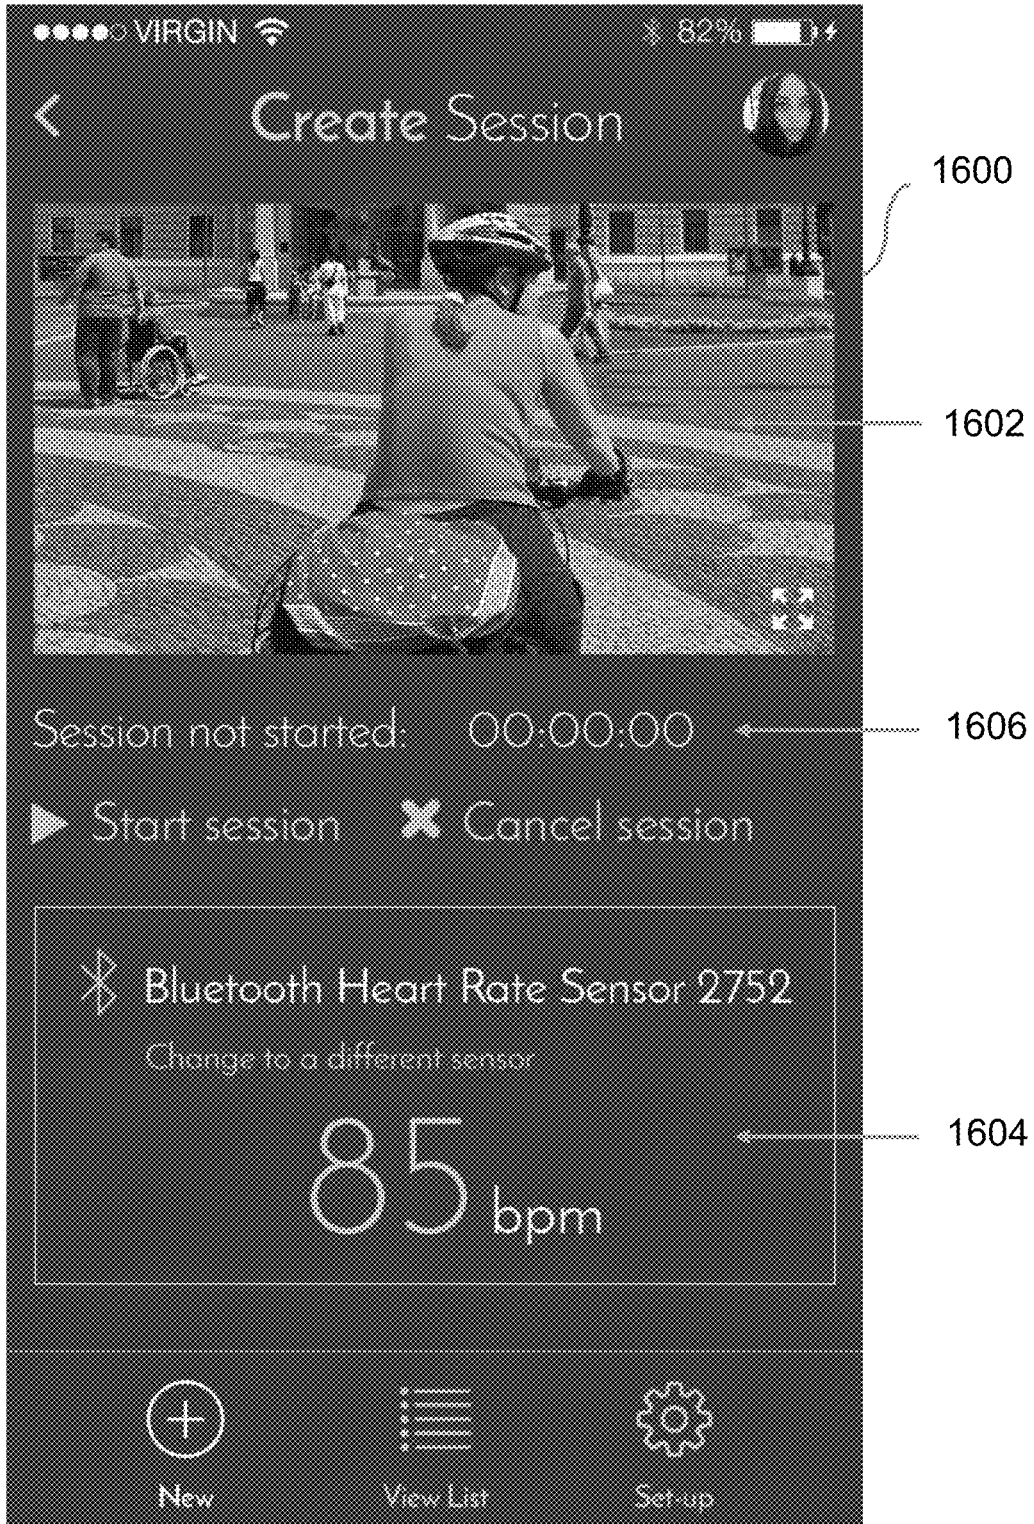 VIRGIN 82%
Create Session
1600
1602
Session not started: 00:00:00
1606
Start session Cancel session
Bluetooth Heart Rate Sensor 2752
Change to a different sensor
1604
85 bpm
New View List Set-up